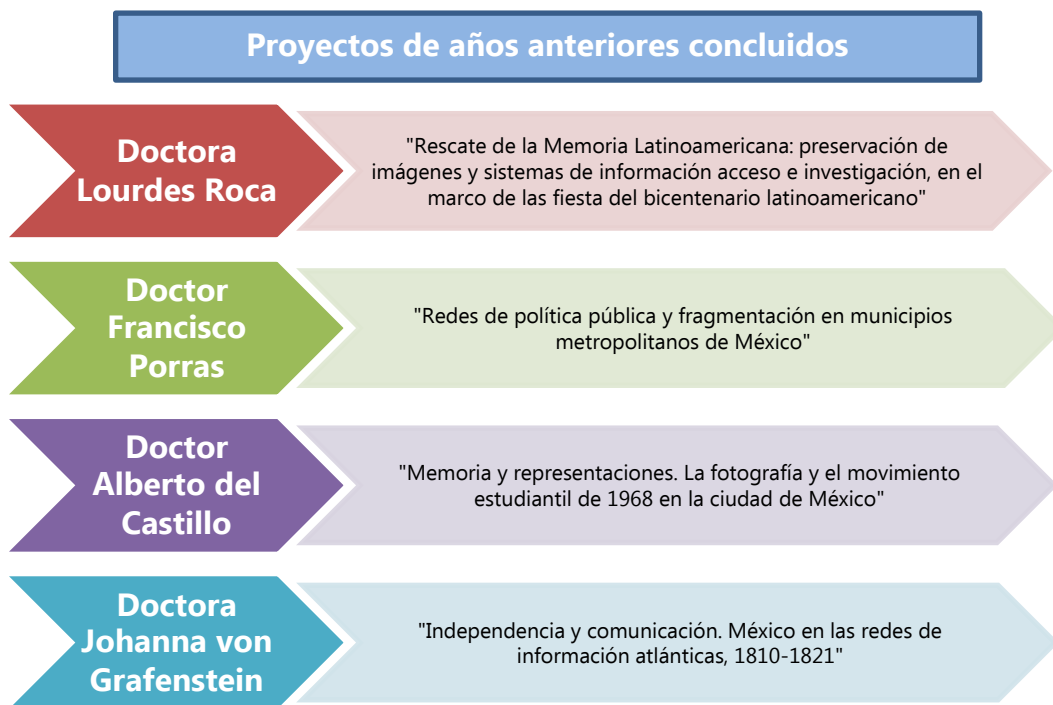 Proyectos de años anteriores concluidos
Doctora
Lourdes Roca
"Rescate de la Memoria Latinoamericana: preservación de
imágenes y sistemas de información acceso e investigación, en el
marco de las fiesta del bicentenario latinoamericano"
Doctor
Francisco
Porras
"Redes de política pública y fragmentación en municipios
metropolitanos de México"
Doctor
Alberto del
Castillo
"Memoria y representaciones. La fotografía y el movimiento
estudiantil de 1968 en la ciudad de México"
Doctora
Johanna von
Grafenstein
"Independencia y comunicación. México en las redes de
información atlánticas, 1810-1821"